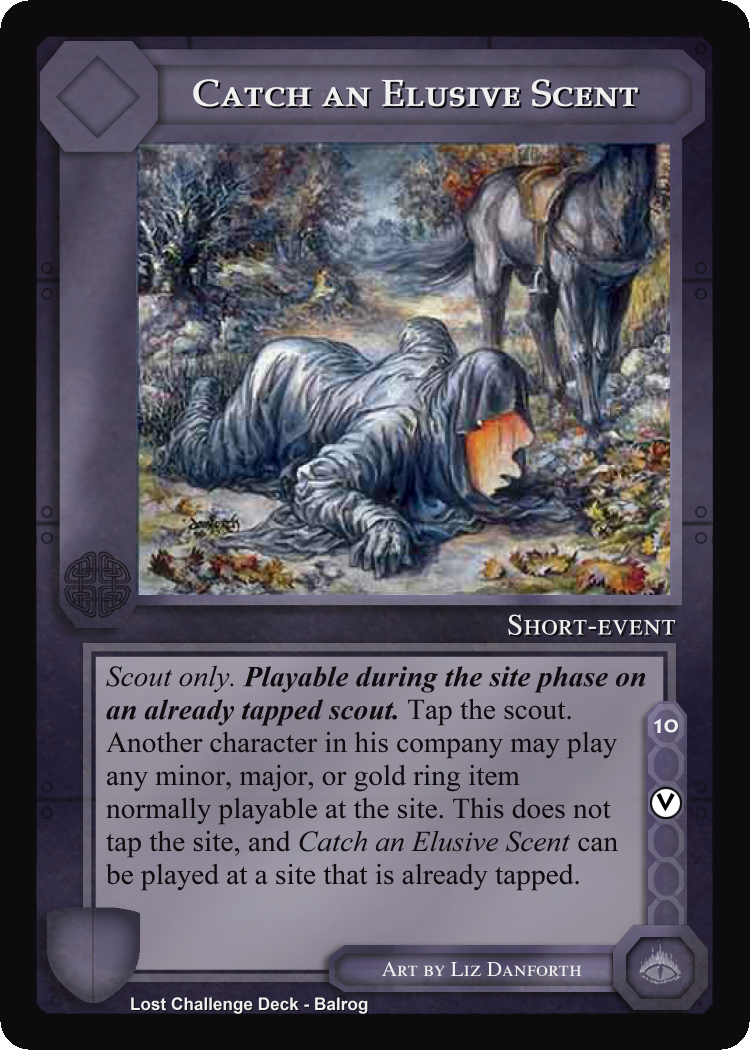 Catch an Elusive Scent
Danforth
Short-event
Scout only. Playable during the site phase on
an already tapped scout. Tap the scout.
Another character in his company may play
any minor, major, or gold ring item
normally playable at the site. This does not
tap the site, and Catch an Elusive Scent can
be played at a site that is already tapped.
10
V
Art by Liz Danforth
Lost Challenge Deck - Balrog